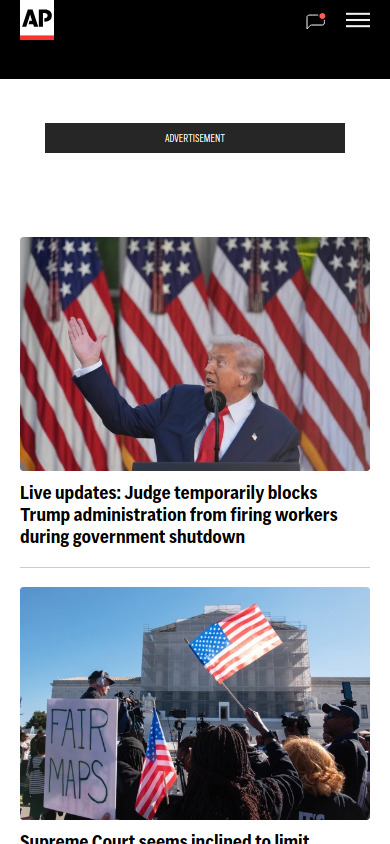 AP
ADVERTISEMENT
Live updates: Judge temporarily blocks
Trump administration from firing workers
during government shutdown
FAIR
MAPS
Supreme Court seems inclined to limit